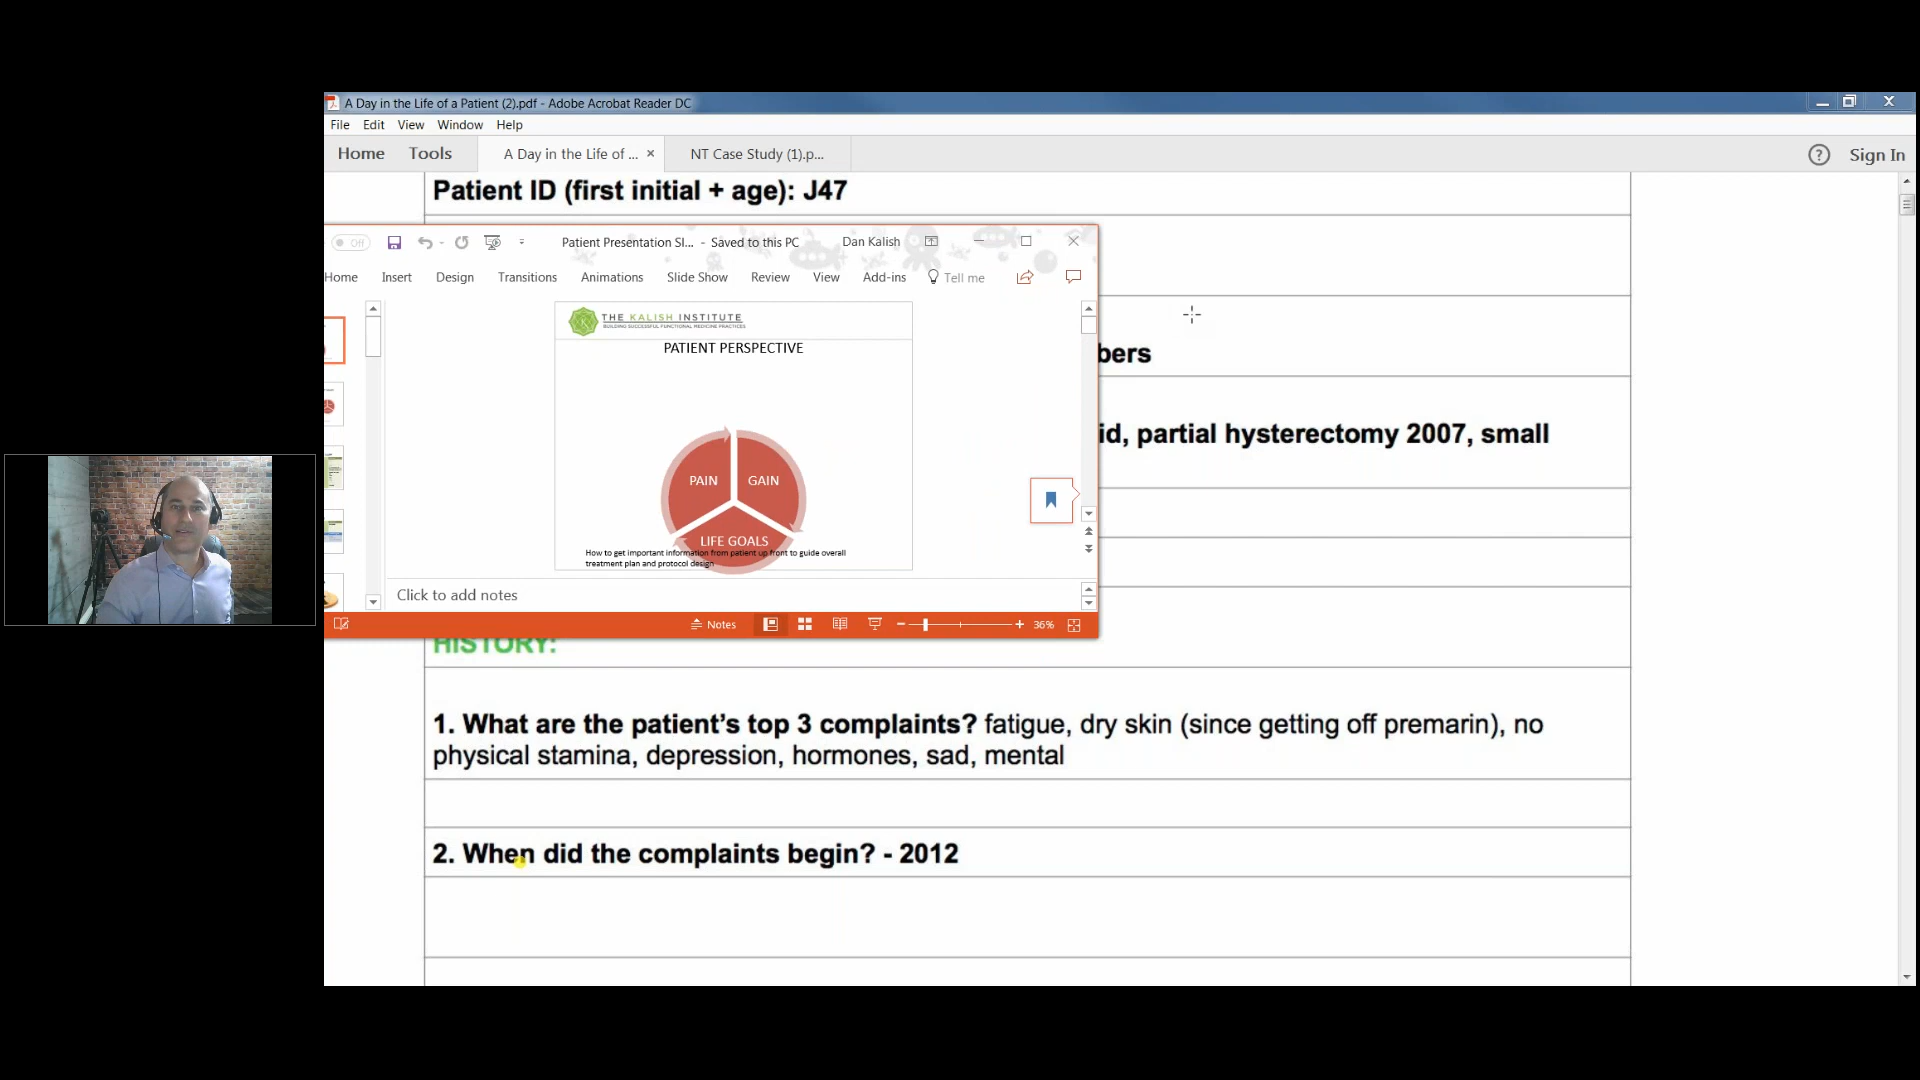 A Day in the Life of a Patient (2).pdf - Adobe Acrobat Reader DC
File Edit View Window Help
Home Tools A Day in the Life of ... × NT Case Study (1).p... ? Sign In
Patient ID (first initial + age): J47
Off Patient Presentation Sl... - Saved to this PC Dan Kalish
Home Insert Design Transitions Animations Slide Show Review View Add-ins Tell me
THE KALISH INSTITUTE
BUILDING SUCCESSFUL FUNCTIONAL MEDICINE PRACTICES
PATIENT PERSPECTIVE
bers
id, partial hysterectomy 2007, small
PAIN GAIN
LIFE GOALS
How to get important information from patient up front to guide overall
treatment plan and protocol design
Click to add notes
Notes 36%
HISTORY:
1. What are the patient’s top 3 complaints? fatigue, dry skin (since getting off premarin), no
physical stamina, depression, hormones, sad, mental
2. When did the complaints begin? - 2012